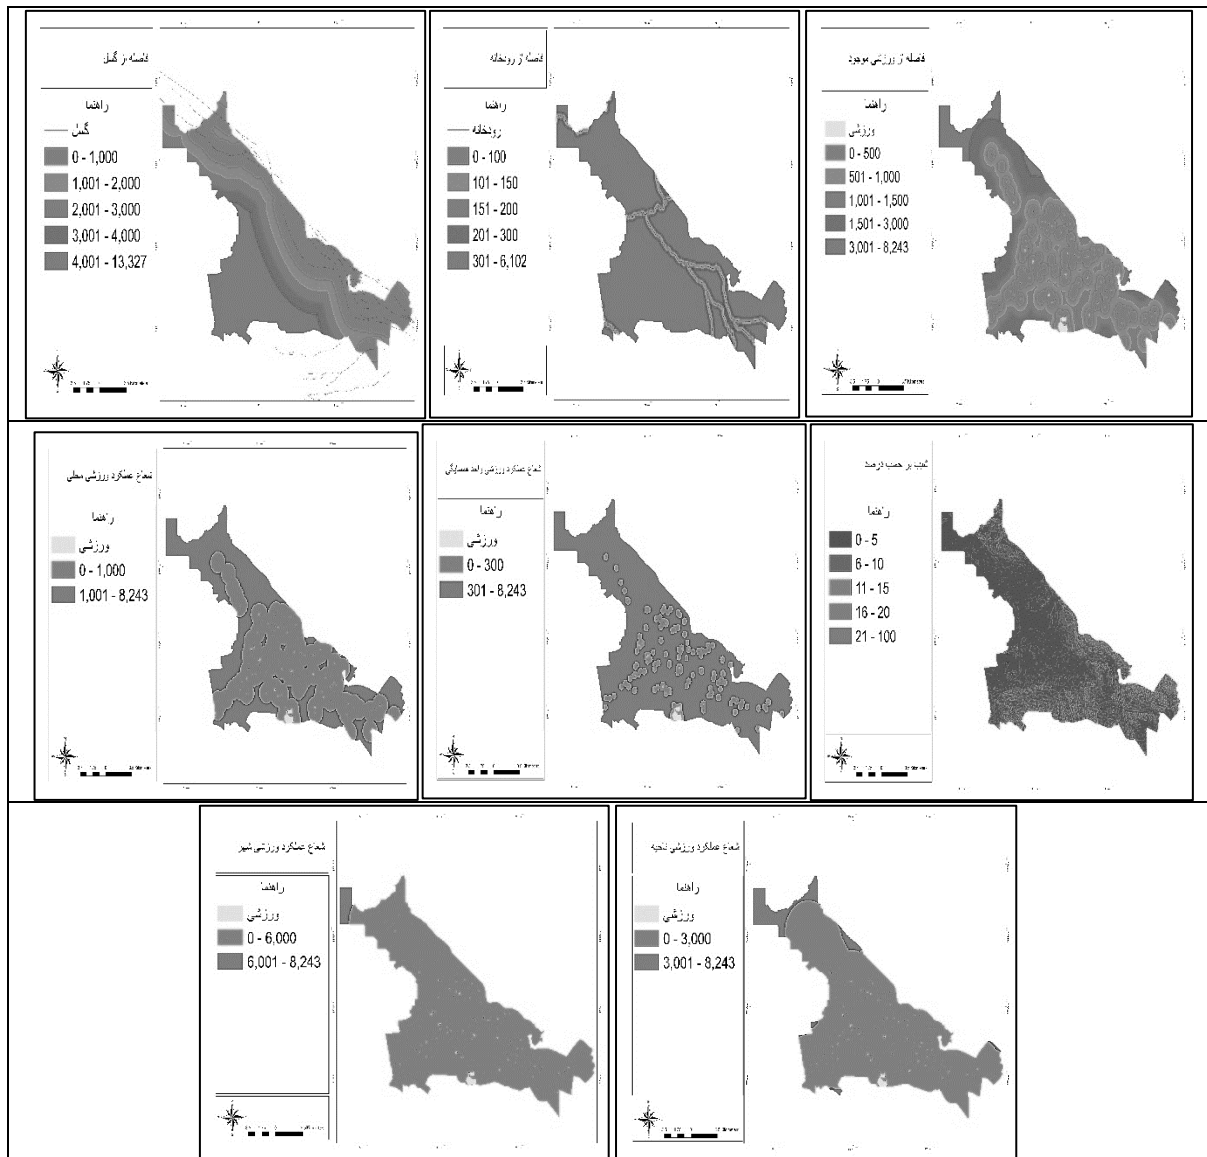 فاصله از گسل
راهنما
گسل
0 - 1,000
1,001 - 2,000
2,001 - 3,000
3,001 - 4,000
4,001 - 13,327
فاصله از رودخانه
راهنما
رودخانه
0 - 100
101 - 150
151 - 200
201 - 300
301 - 6,102
فاصله از ورزشی موجود
راهنما
ورزشی
0 - 500
501 - 1,000
1,001 - 1,500
1,501 - 3,000
3,001 - 8,243
شعاع عملکرد ورزشی محلی
راهنما
ورزشی
0 - 1,000
1,001 - 8,243
شعاع عملکرد ورزشی واحد همسایگی
راهنما
ورزشی
0 - 300
301 - 8,243
شیب بر حسب درصد
راهنما
0 - 5
6 - 10
11 - 15
16 - 20
21 - 100
شعاع عملکرد ورزشی شهر
راهنما
ورزشی
0 - 6,000
6,001 - 8,243
شعاع عملکرد ورزشی ناحیه
راهنما
ورزشی
0 - 3,000
3,001 - 8,243